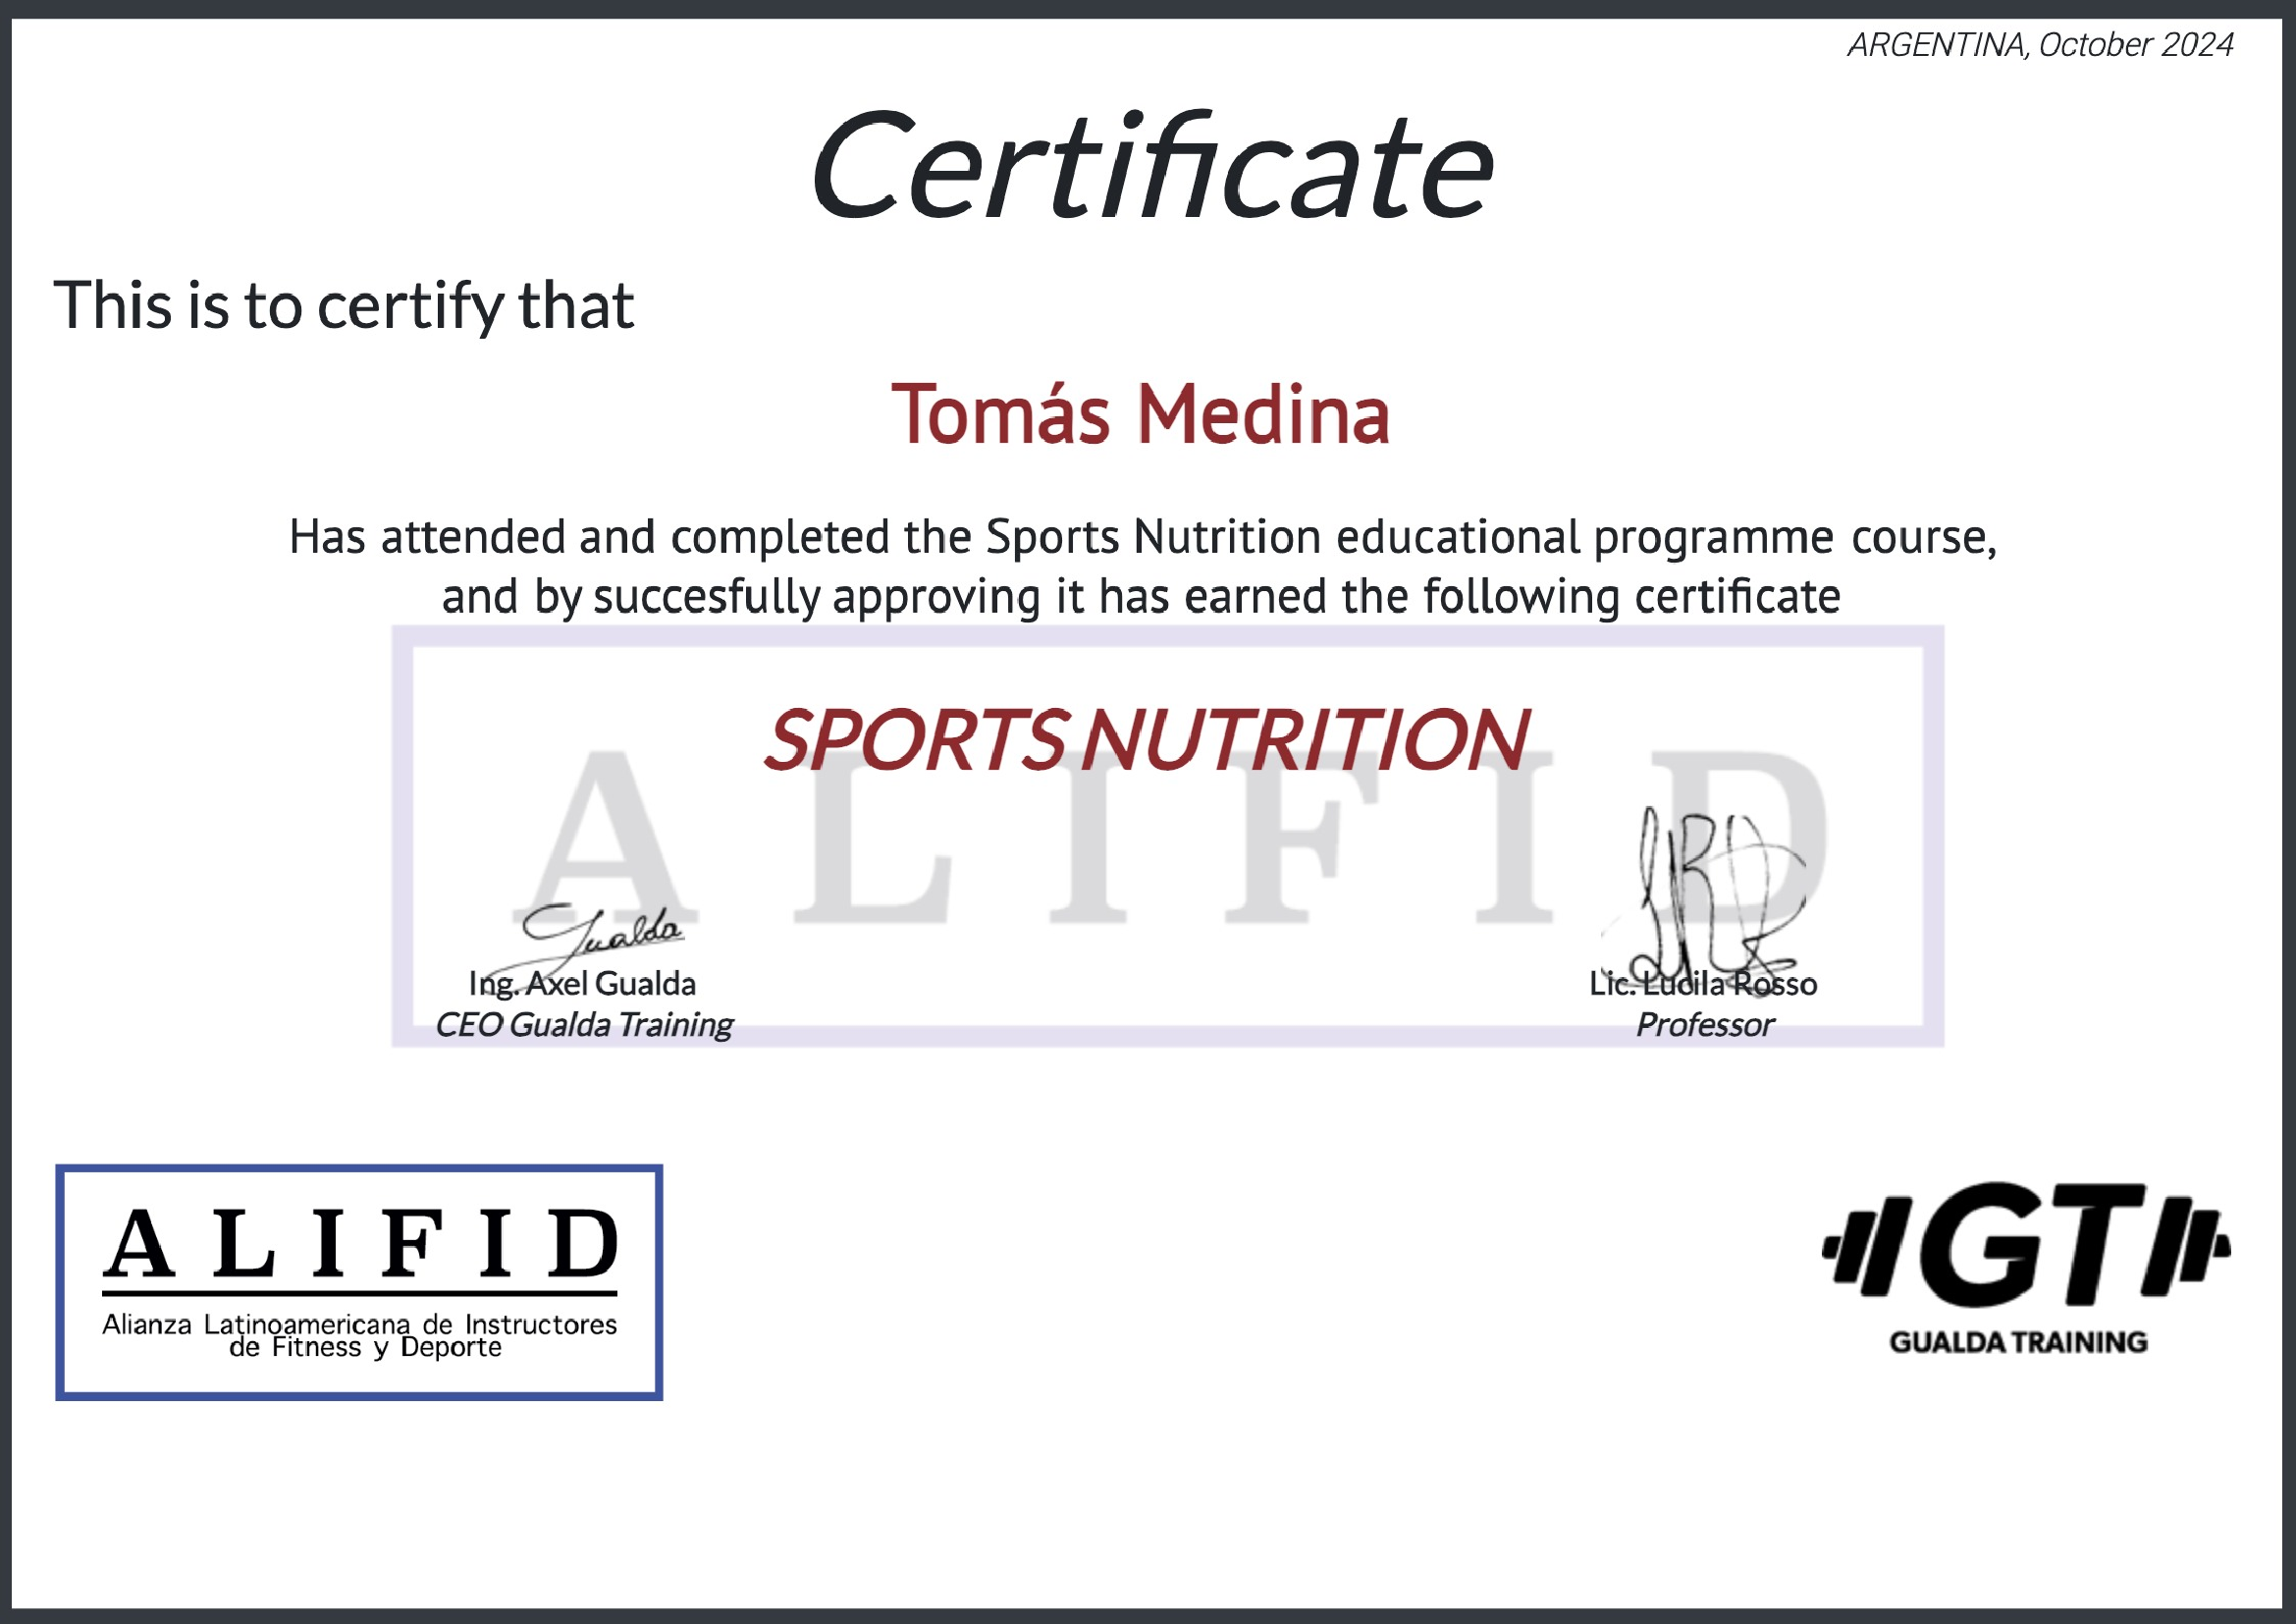 ARGENTINA, October 2024
Certificate
This is to certify that
Tomás Medina
Has attended and completed the Sports Nutrition educational programme course,
and by succesfully approving it has earned the following certificate
SPORTS NUTRITION
ALIFID
Gualda
Ing. Axel Gualda
CEO Gualda Training
Lic. Lucila Rosso
Professor
ALIFID
Alianza Latinoamericana de Instructores
de Fitness y Deporte
GT
GUALDA TRAINING